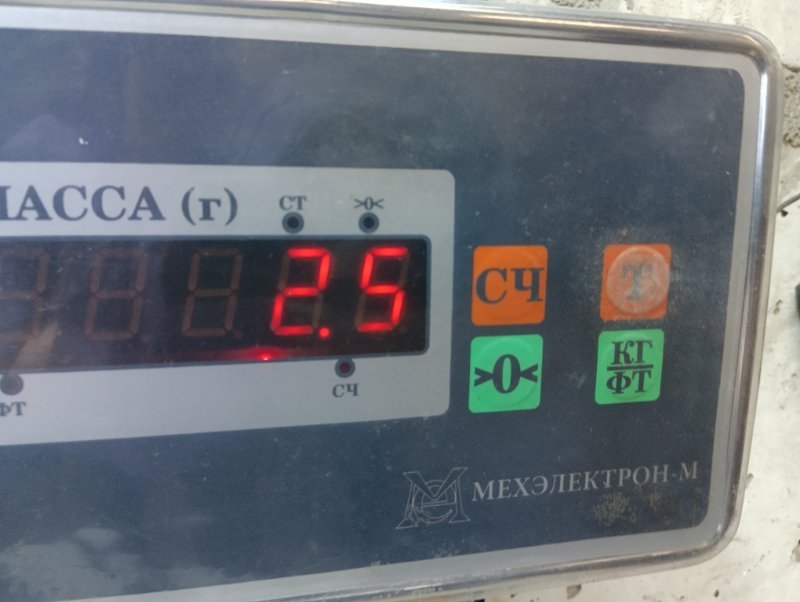 МАССА (г)
СТ
>0<
2.5
СЧ
Т
ФТ
СЧ
>0<
КГ
ФТ
МЕХЭЛЕКТРОН-М